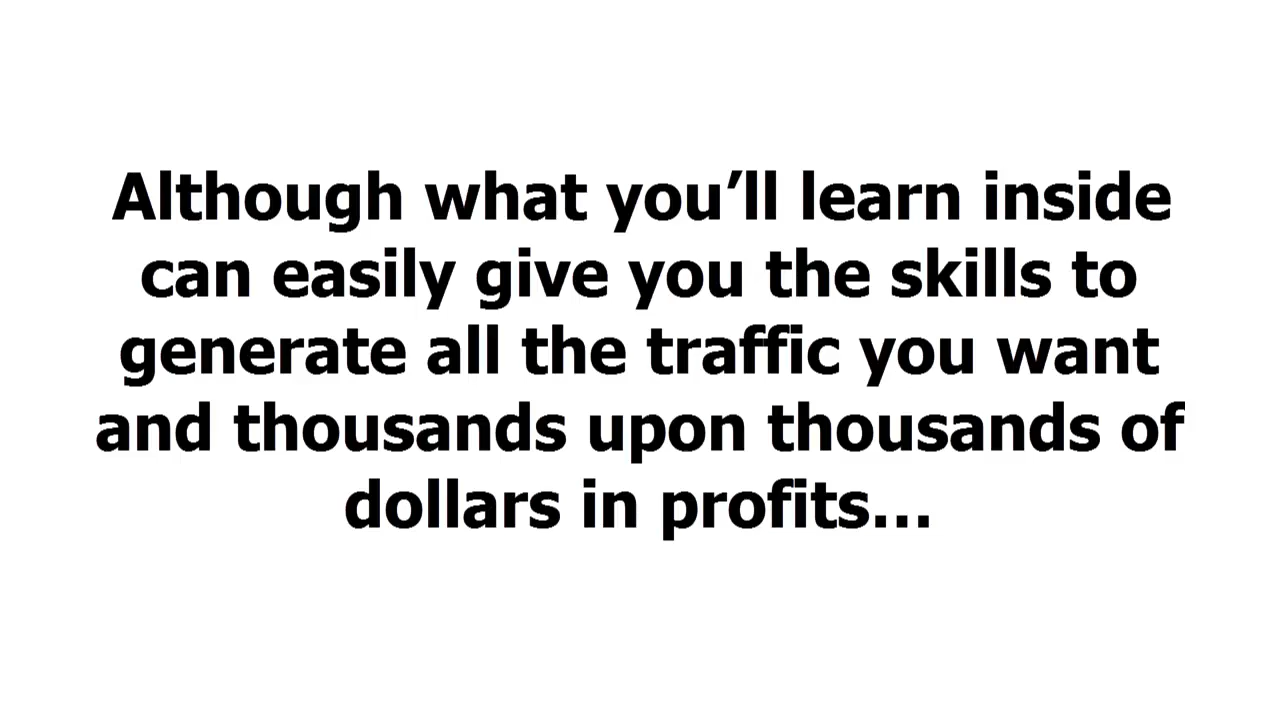 Although what you’ll learn inside
can easily give you the skills to
generate all the traffic you want
and thousands upon thousands of
dollars in profits…